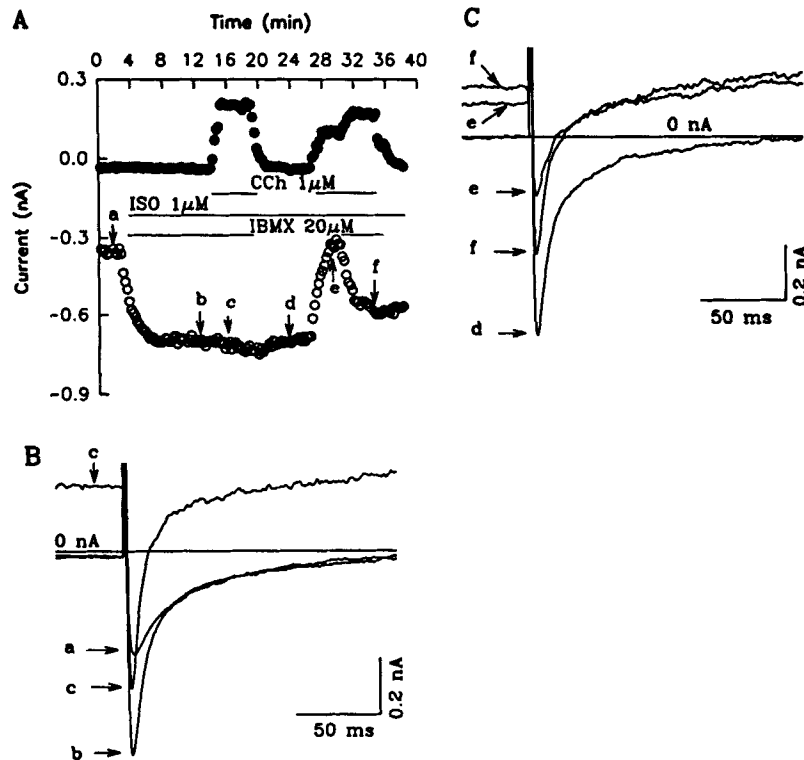 A
Time (min)
0 4 8 12 16 20 24 28 32 36 40
0.3
0.0
−0.3
−0.6
−0.9
Current (nA)
CCh 1μM
ISO 1μM
IBMX 20μM
a
b
c
d
e
f
B
c
0 nA
a
c
b
50 ms
0.2 nA
C
f
e
0 nA
e
f
d
50 ms
0.2 nA